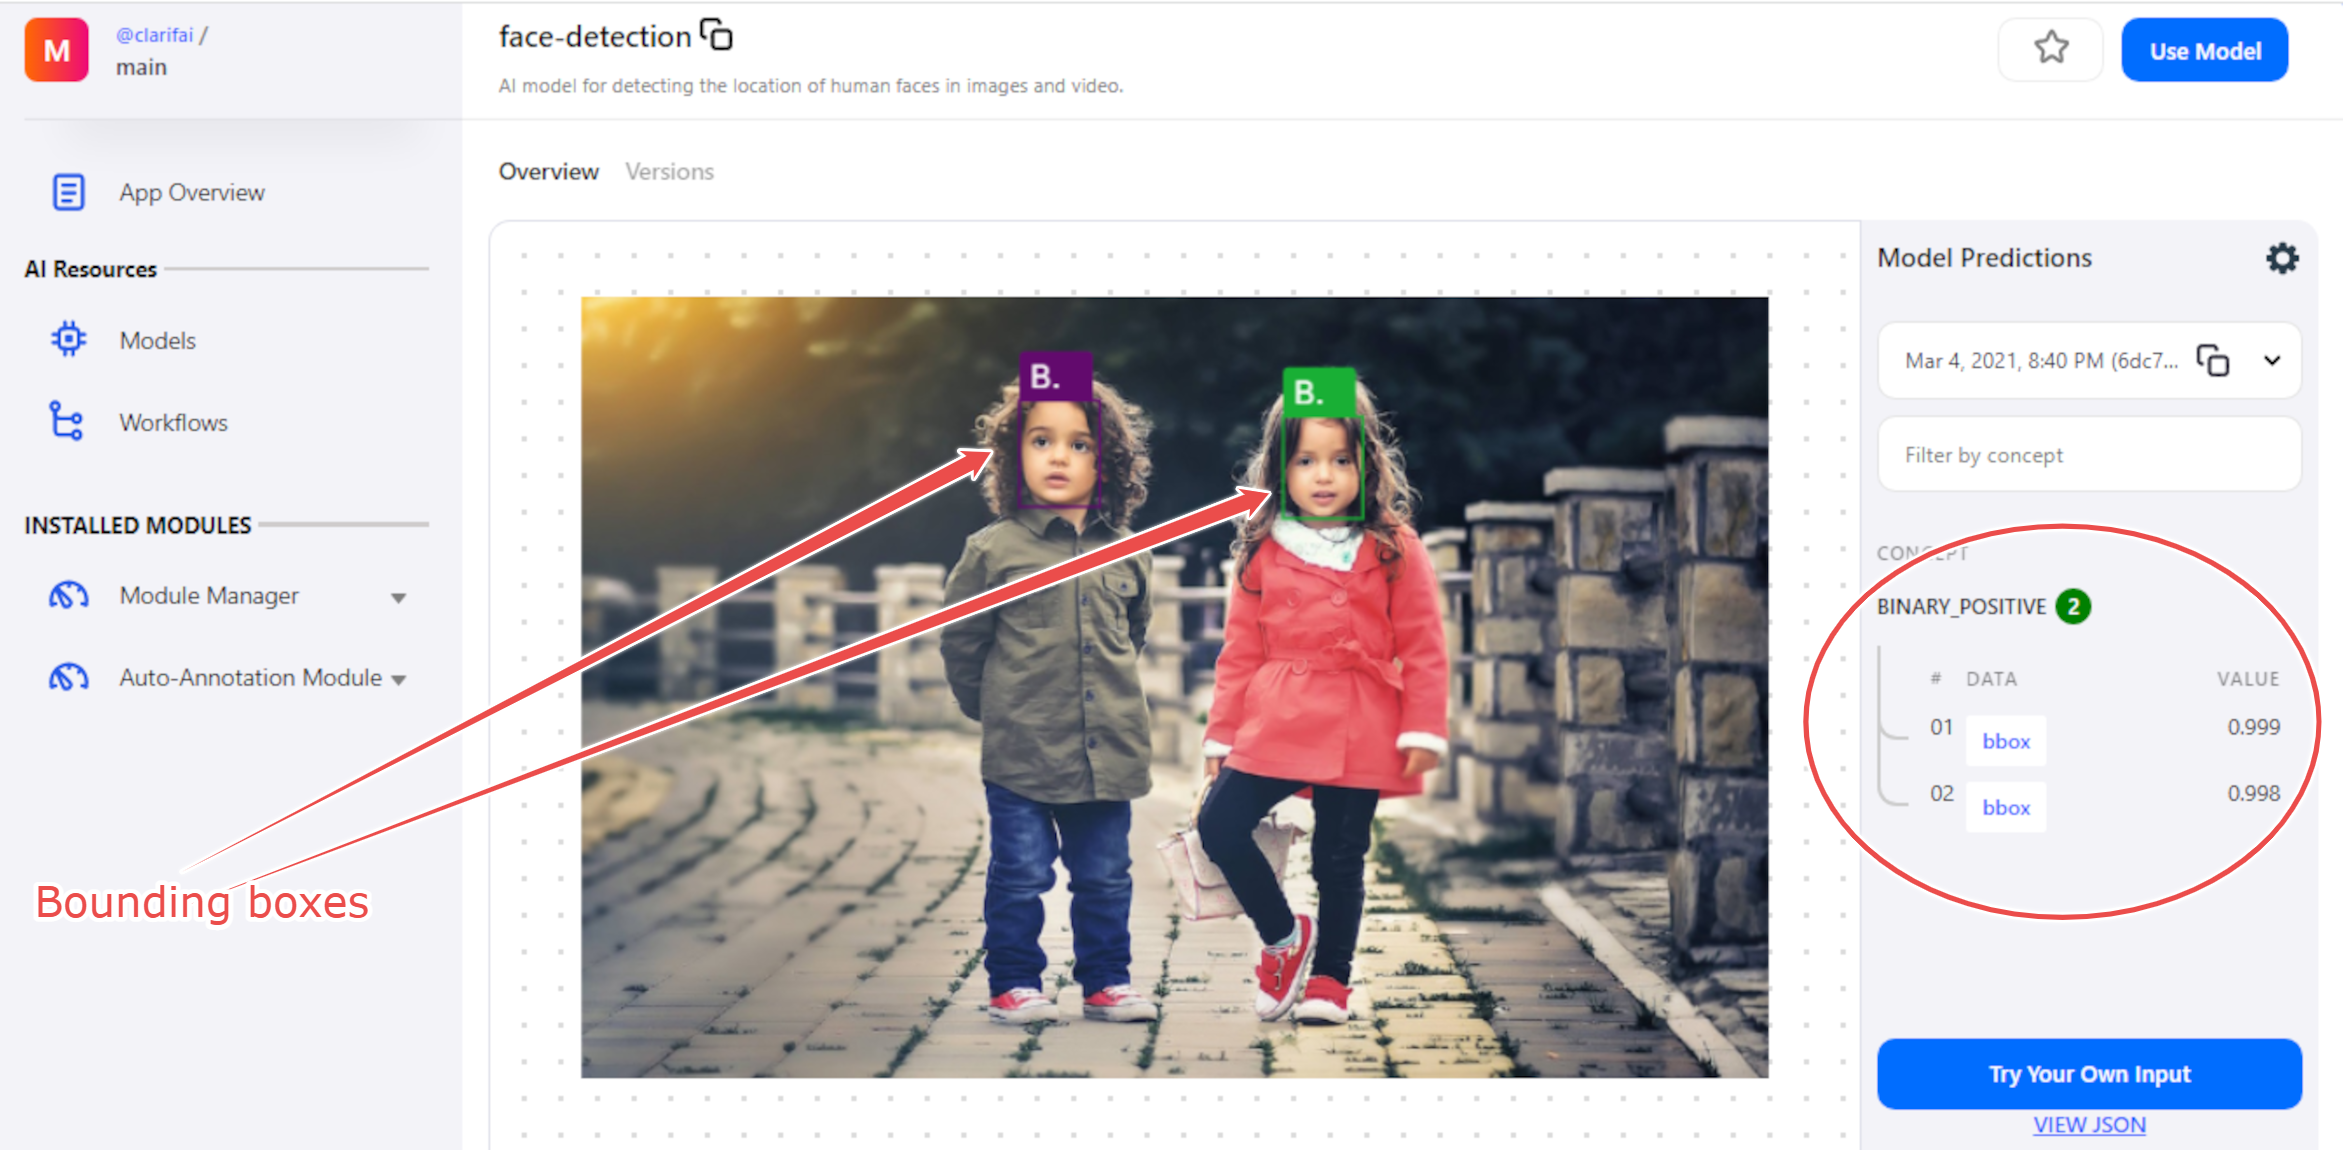 M
@clarifai /
main
face-detection
AI model for detecting the location of human faces in images and video.
Use Model
App Overview
AI Resources
Models
Workflows
INSTALLED MODULES
Module Manager
Auto-Annotation Module
Bounding boxes
Overview Versions
B.
B.
Model Predictions
Mar 4, 2021, 8:40 PM (6dc7...
Filter by concept
CONCEPT
BINARY_POSITIVE 2
# DATA VALUE
01 bbox 0.999
02 bbox 0.998
Try Your Own Input
VIEW JSON